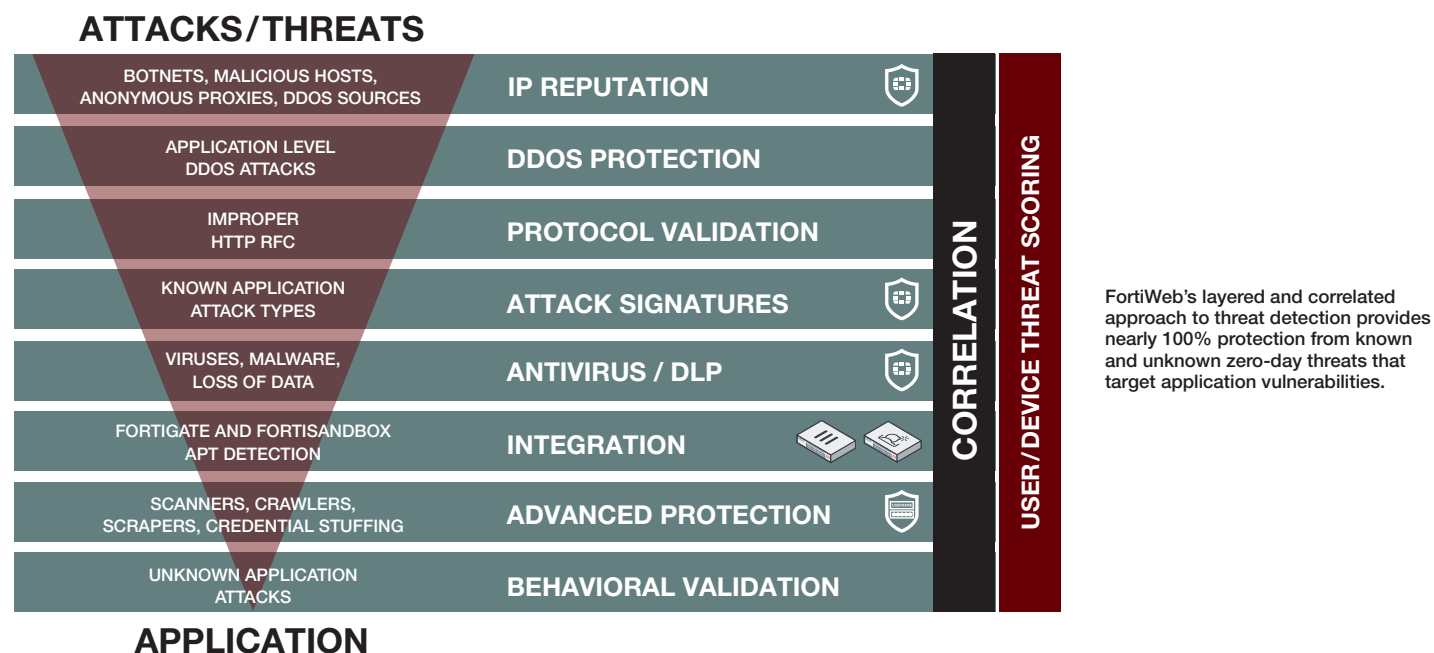 ATTACKS/THREATS
BOTNETS, MALICIOUS HOSTS,
ANONYMOUS PROXIES, DDOS SOURCES
IP REPUTATION
APPLICATION LEVEL
DDOS ATTACKS
DDOS PROTECTION
IMPROPER
HTTP RFC
PROTOCOL VALIDATION
KNOWN APPLICATION
ATTACK TYPES
ATTACK SIGNATURES
VIRUSES, MALWARE,
LOSS OF DATA
ANTIVIRUS / DLP
FORTIGATE AND FORTISANDBOX
APT DETECTION
INTEGRATION
SCANNERS, CRAWLERS,
SCRAPERS, CREDENTIAL STUFFING
ADVANCED PROTECTION
UNKNOWN APPLICATION
ATTACKS
BEHAVIORAL VALIDATION
APPLICATION
CORRELATION
USER/DEVICE THREAT SCORING
FortiWeb's layered and correlated
approach to threat detection provides
nearly 100% protection from known
and unknown zero-day threats that
target application vulnerabilities.